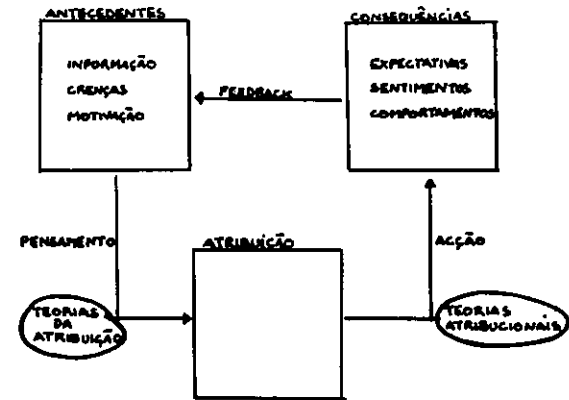 ANTECEDENTES
INFORMAÇÃO
CRENÇAS
MOTIVAÇÃO
CONSEQUÊNCIAS
EXPECTATIVAS
SENTIMENTOS
COMPORTAMENTOS
FEEDBACK
PENSAMENTO
ATRIBUIÇÃO
ACÇÃO
TEORIAS
DA
ATRIBUIÇÃO
TEORIAS
ATRIBUCIONAIS